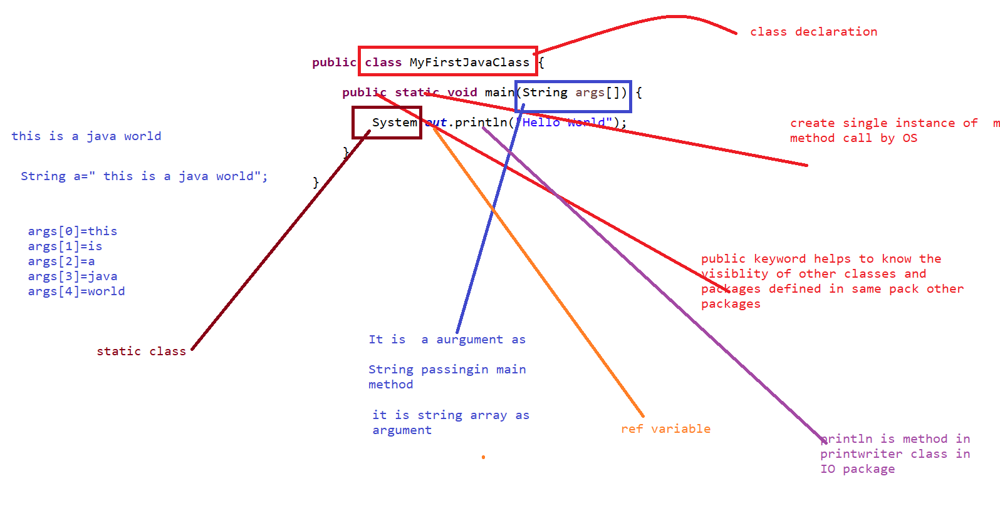 class declaration
public class MyFirstJavaClass {
public static void main(String args[]) {
System.out.println("Hello World");
}
}
this is a java world
String a=" this is a java world";
args[0]=this
args[1]=is
args[2]=a
args[3]=java
args[4]=world
static class
create single instance of m
method call by OS
public keyword helps to know the
visiblity of other classes and
packages defined in same pack other
packages
It is a aurgument as
String passingin main
method
it is string array as
argument
ref variable
println is method in
printwriter class in
IO package